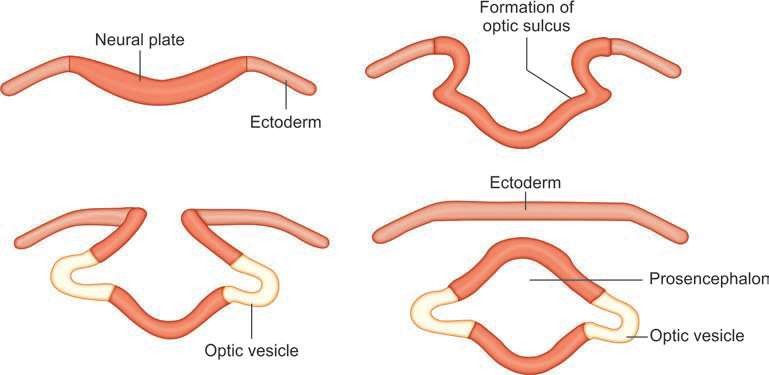 Neural plate
Ectoderm
Formation of
optic sulcus
Optic vesicle
Ectoderm
Prosencephalon
Optic vesicle